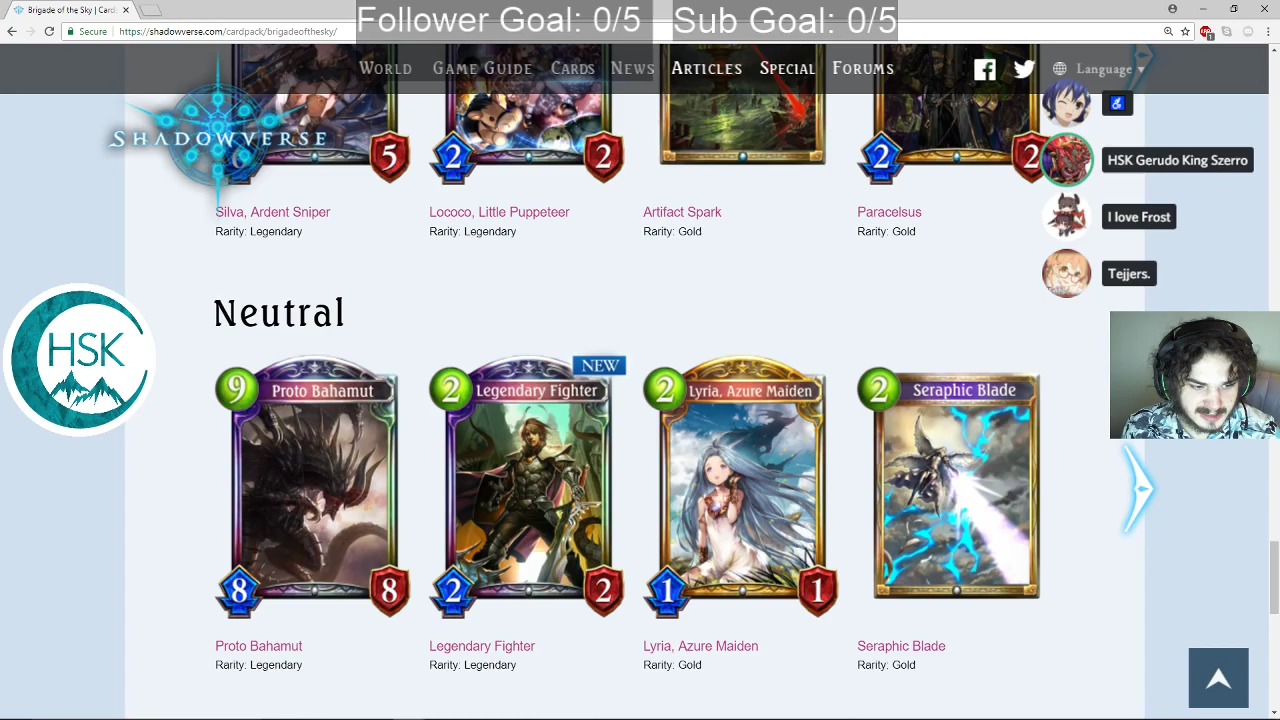 Brigade of the Sky | Card
Follower Goal: 0/5
Sub Goal: 0/5
Secure
https://shadowverse.com/cardpack/brigadeofthesky/
World
Game Guide
Cards
News
Articles
Special
Forums
Language
Shadowverse
5
2
2
2
2
HSK Gerudo King Szerro
I love Frost
Tejjers.
Silva, Ardent Sniper
Rarity: Legendary
Lococo, Little Puppeteer
Rarity: Legendary
Artifact Spark
Rarity: Gold
Paracelsus
Rarity: Gold
HSK
Neutral
9
Proto Bahamut
8
8
NEW
2
Legendary Fighter
2
2
2
Lyria, Azure Maiden
1
1
2
Seraphic Blade
Proto Bahamut
Rarity: Legendary
Legendary Fighter
Rarity: Legendary
Lyria, Azure Maiden
Rarity: Gold
Seraphic Blade
Rarity: Gold